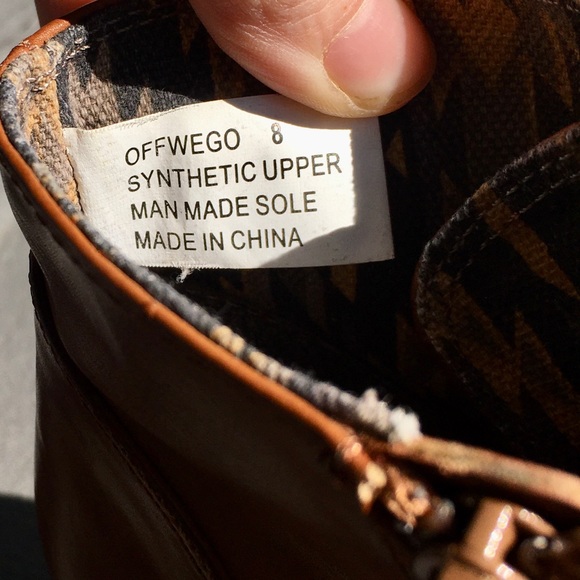 OFFWEGO 8
SYNTHETIC UPPER
MAN MADE SOLE
MADE IN CHINA